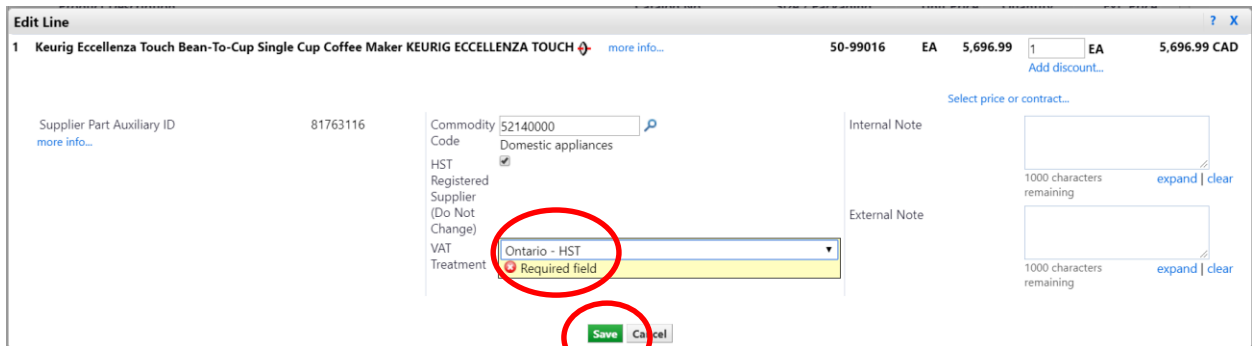 Edit Line
? X
1 Keurig Eccellenza Touch Bean-To-Cup Single Cup Coffee Maker KEURIG ECCELLENZA TOUCH more info... 50-99016 EA 5,696.99 1 EA 5,696.99 CAD
Add discount...
Select price or contract...
Supplier Part Auxiliary ID 81763116
more info...
Commodity Code 52140000
Domestic appliances
HST Registered Supplier (Do Not Change)
VAT Treatment Ontario - HST
Required field
Internal Note
1000 characters remaining
expand | clear
External Note
1000 characters remaining
expand | clear
Save Cancel